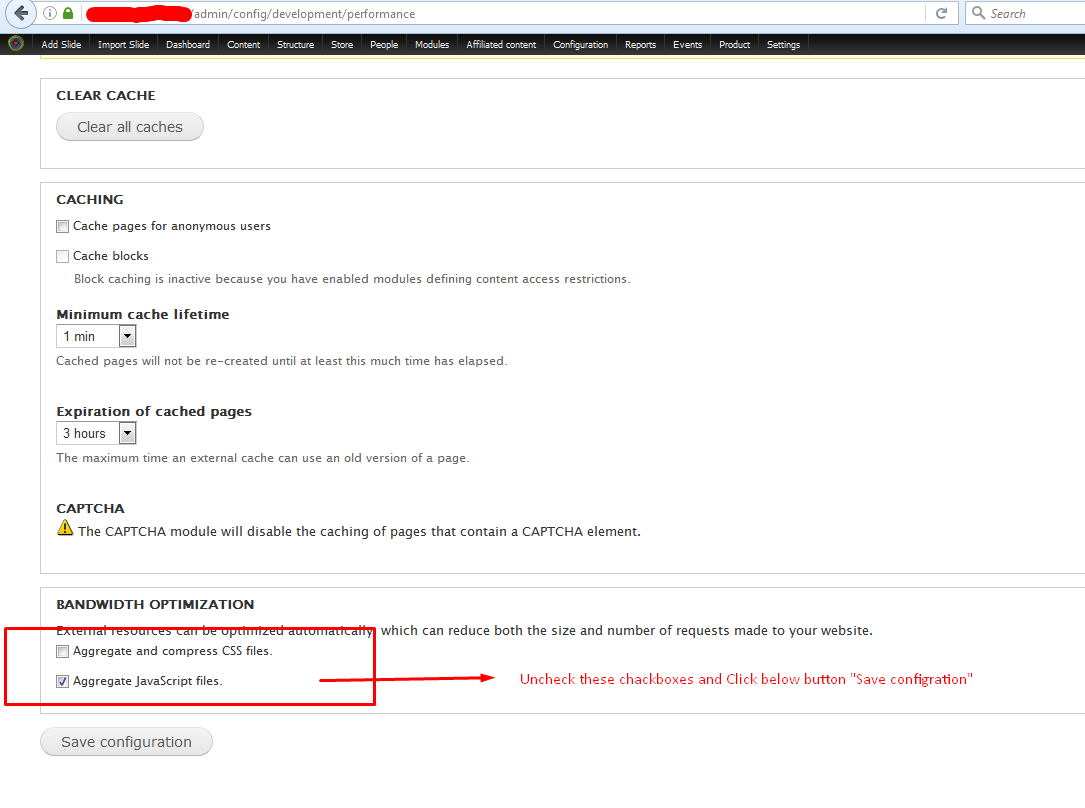 /admin/config/development/performance
Search
Add Slide Import Slide Dashboard Content Structure Store People Modules Affiliated content Configuration Reports Events Product Settings
CLEAR CACHE
Clear all caches
CACHING
Cache pages for anonymous users
Cache blocks
Block caching is inactive because you have enabled modules defining content access restrictions.
Minimum cache lifetime
1 min
Cached pages will not be re-created until at least this much time has elapsed.
Expiration of cached pages
3 hours
The maximum time an external cache can use an old version of a page.
CAPTCHA
The CAPTCHA module will disable the caching of pages that contain a CAPTCHA element.
BANDWIDTH OPTIMIZATION
External resources can be optimized automatically, which can reduce both the size and number of requests made to your website.
Aggregate and compress CSS files.
Aggregate JavaScript files.
Uncheck these chackboxes and Click below button "Save configration"
Save configuration